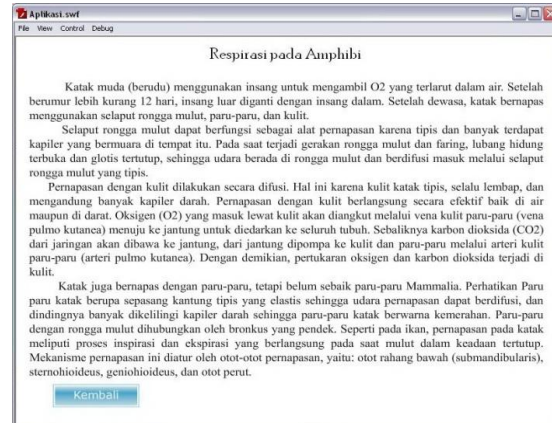 Aplikasi.swf
File View Control Debug
Respirasi pada Amphibi
Katak muda (berudu) menggunakan insang untuk mengambil O2 yang terlarut dalam air. Setelah
berumur lebih kurang 12 hari, insang luar diganti dengan insang dalam. Setelah dewasa, katak bernapas
menggunakan selaput rongga mulut, paru-paru, dan kulit.
Selaput rongga mulut dapat berfungsi sebagai alat pernapasan karena tipis dan banyak terdapat
kapiler yang bermuara di tempat itu. Pada saat terjadi gerakan rongga mulut dan faring, lubang hidung
terbuka dan glotis tertutup, sehingga udara berada di rongga mulut dan berdifusi masuk melalui selaput
rongga mulut yang tipis.
Pernapasan dengan kulit dilakukan secara difusi. Hal ini karena kulit katak tipis, selalu lembap, dan
mengandung banyak kapiler darah. Pernapasan dengan kulit berlangsung secara efektif baik di air
maupun di darat. Oksigen (O2) yang masuk lewat kulit akan diangkut melalui vena kulit paru-paru (vena
pulmo kutanea) menuju ke jantung untuk diedarkan ke seluruh tubuh. Sebaliknya karbon dioksida (CO2)
dari jaringan akan dibawa ke jantung, dari jantung dipompa ke kulit dan paru-paru melalui arteri kulit
paru-paru (arteri pulmo kutanea). Dengan demikian, pertukaran oksigen dan karbon dioksida terjadi di
kulit.
Katak juga bernapas dengan paru-paru, tetapi belum sebaik paru-paru Mammalia. Perhatikan Paru
paru katak berupa sepasang kantung tipis yang elastis sehingga udara pernapasan dapat berdifusi, dan
dindingnya banyak dikelilingi kapiler darah sehingga paru-paru katak berwarna kemerahan. Paru-paru
dengan rongga mulut dihubungkan oleh bronkus yang pendek. Seperti pada ikan, pernapasan pada katak
meliputi proses inspirasi dan ekspirasi yang berlangsung pada saat mulut dalam keadaan tertutup.
Mekanisme pernapasan ini diatur oleh otot-otot pernapasan, yaitu: otot rahang bawah (submandibularis),
sternohioideus, geniohioideus, dan otot perut.
Kembali